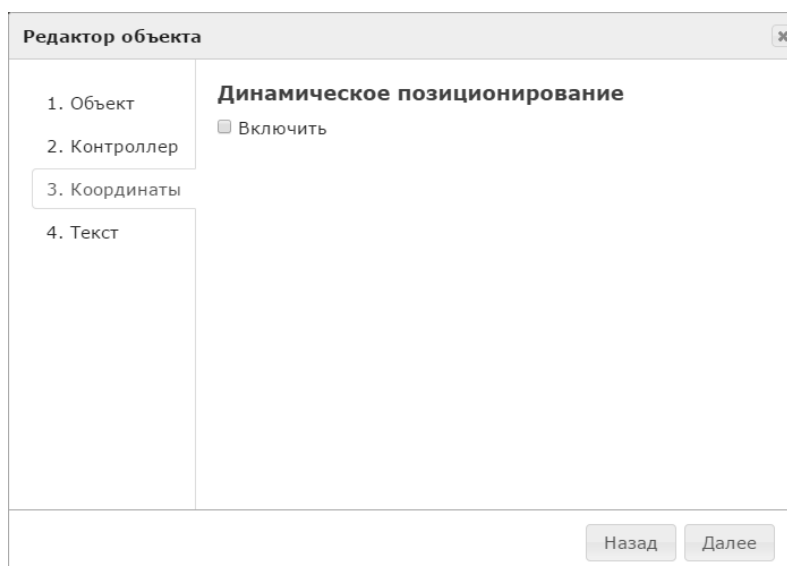 Редактор объекта
1. Объект
2. Контроллер
3. Координаты
4. Текст
Динамическое позиционирование
Включить
Назад
Далее